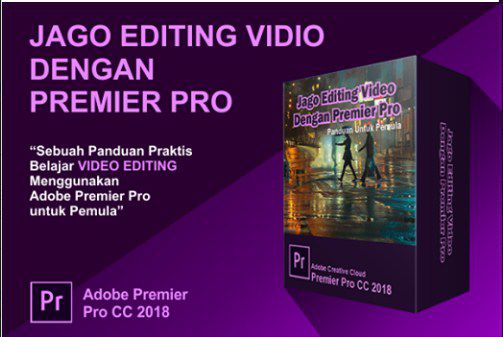 JAGO EDITING VIDIO
DENGAN
PREMIER PRO
“Sebuah Panduan Praktis
Belajar VIDEO EDITING
Menggunakan
Adobe Premier Pro
untuk Pemula”
Pr
Adobe Premier
Pro CC 2018
Jago Editing Video
Dengan Premier Pro
Panduan Untuk Pemula
Pr
Adobe Creative Cloud
Premier Pro CC 2018
Jago Editing Video
Dengan Premier Pro